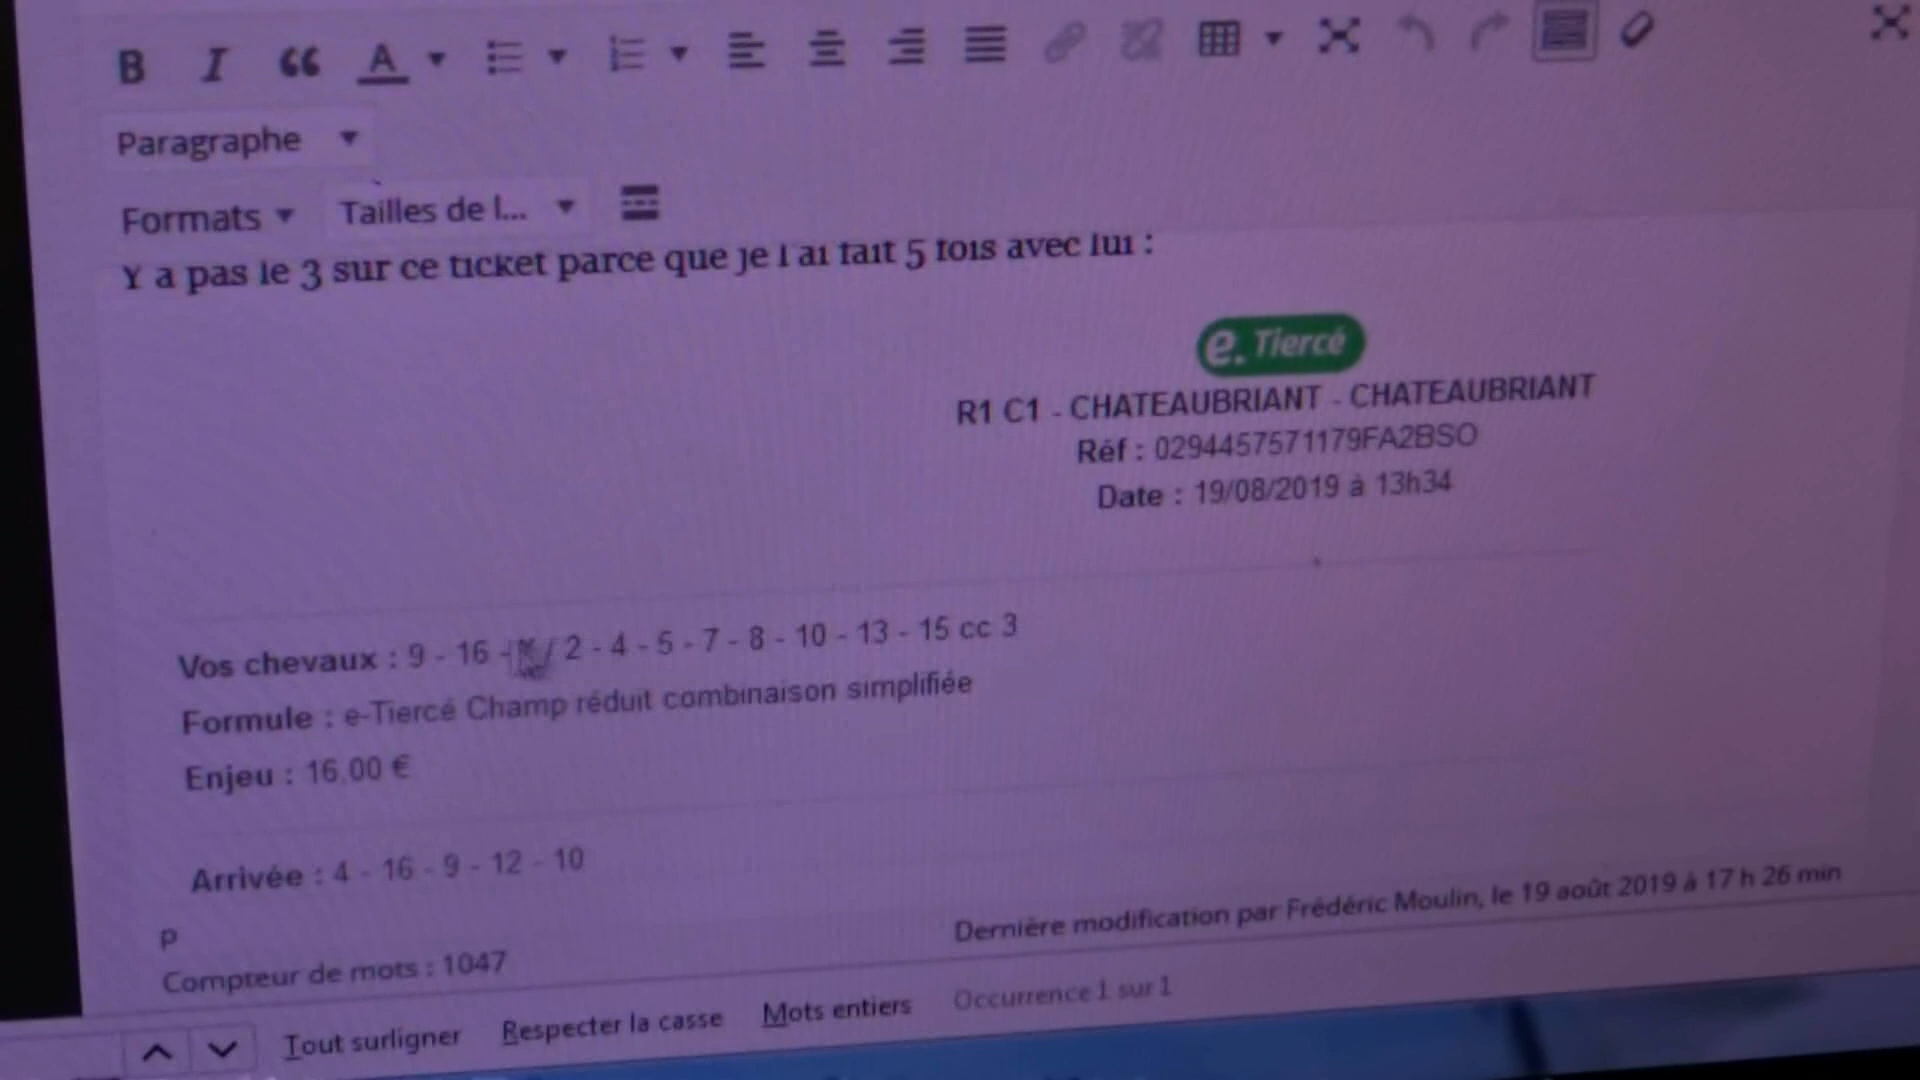 B I A
Paragraphe
Formats Tailles de l...
Y a pas le 3 sur ce ticket parce que je l'ai fait 5 fois avec lui :
e. Tiercé
R1 C1 - CHATEAUBRIANT - CHATEAUBRIANT
Réf : 0294457571179FA2BSO
Date : 19/08/2019 à 13h34
Vos chevaux : 9 - 16 - / 2 - 4 - 5 - 7 - 8 - 10 - 13 - 15 cc 3
Formule : e-Tiercé Champ réduit combinaison simplifiée
Enjeu : 16.00 €
Arrivée : 4 - 16 - 9 - 12 - 10
P
Dernière modification par Frédéric Moulin, le 19 août 2019 à 17 h 26 min
Compteur de mots : 1047
Tout surligner Respecter la casse Mots entiers Occurrence 1 sur 1